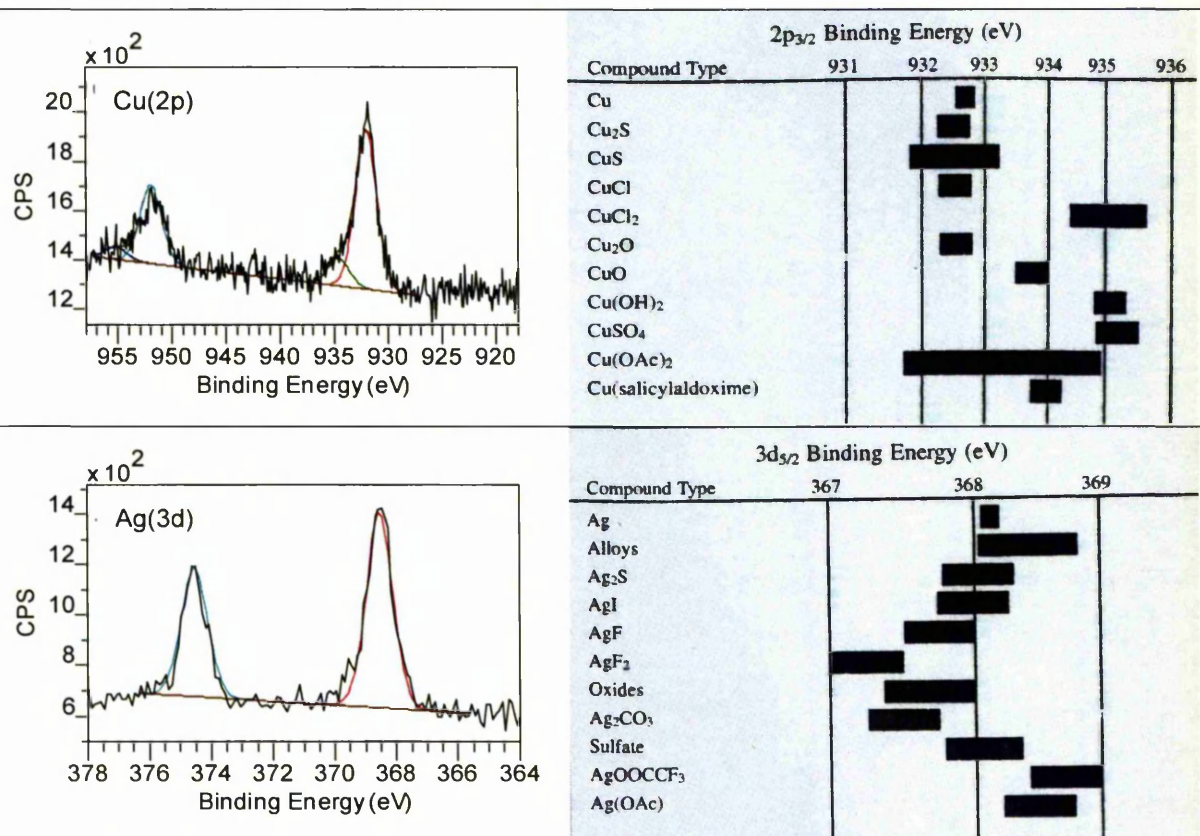 x 10²
Cu(2p)
CPS
20
18
16
14
12
955 950 945 940 935 930 925 920
Binding Energy (eV)
2p₃/₂ Binding Energy (eV)
Compound Type 931 932 933 934 935 936
Cu
Cu₂S
CuS
CuCl
CuCl₂
Cu₂O
CuO
Cu(OH)₂
CuSO₄
Cu(OAc)₂
Cu(salicylaldoxime)
x 10²
Ag(3d)
CPS
14
12
10
8
6
378 376 374 372 370 368 366 364
Binding Energy (eV)
3d₅/₂ Binding Energy (eV)
Compound Type 367 368 369
Ag
Alloys
Ag₂S
AgI
AgF
AgF₂
Oxides
Ag₂CO₃
Sulfate
AgOOCCF₃
Ag(OAc)